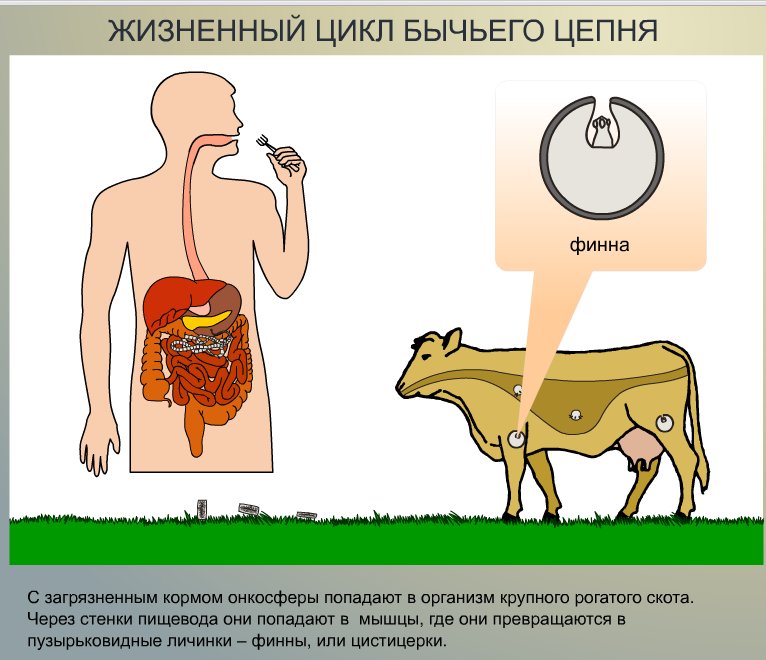 ЖИЗНЕННЫЙ ЦИКЛ БЫЧЬЕГО ЦЕПНЯ
финна
С загрязненным кормом онкосферы попадают в организм крупного рогатого скота.
Через стенки пищевода они попадают в мышцы, где они превращаются в
пузырьковидные личинки – финны, или цистицерки.